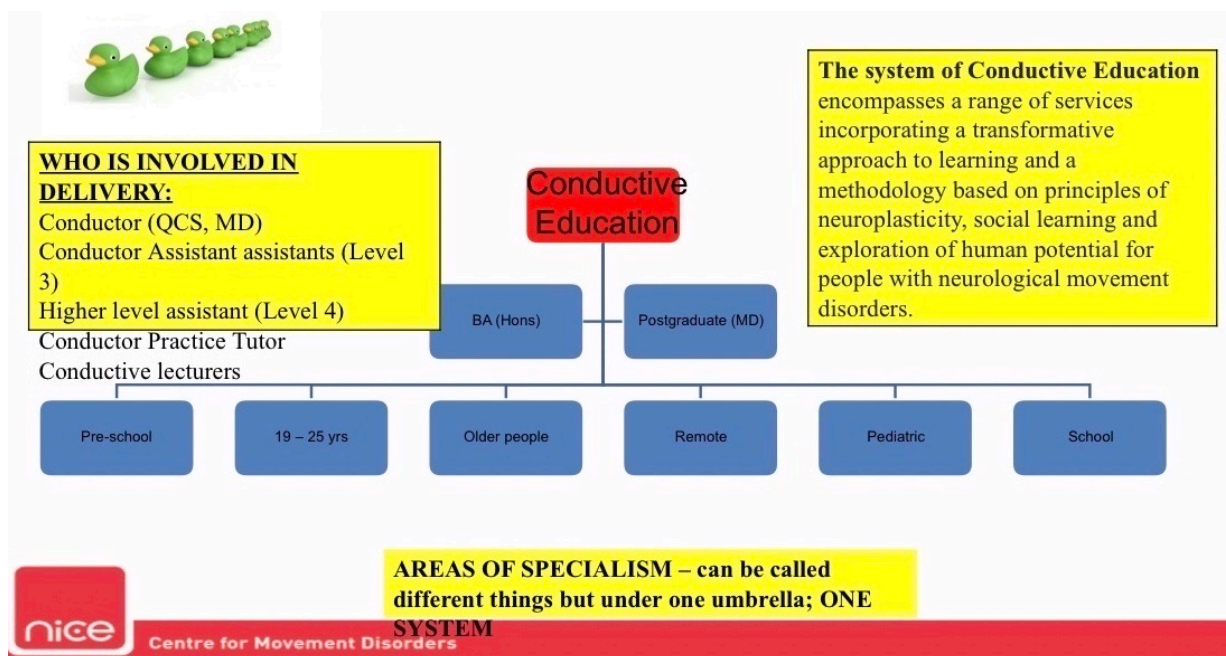 The system of Conductive Education
encompasses a range of services
incorporating a transformative
approach to learning and a
methodology based on principles of
neuroplasticity, social learning and
exploration of human potential for
people with neurological movement
disorders.
WHO IS INVOLVED IN
DELIVERY:
Conductor (QCS, MD)
Conductor Assistant assistants (Level
3)
Higher level assistant (Level 4)
Conductor Practice Tutor
Conductive lecturers
Conductive
Education
BA (Hons)
Postgraduate (MD)
Pre-school
19 – 25 yrs
Older people
Remote
Pediatric
School
AREAS OF SPECIALISM – can be called
different things but under one umbrella; ONE
SYSTEM
nice
Centre for Movement Disorders